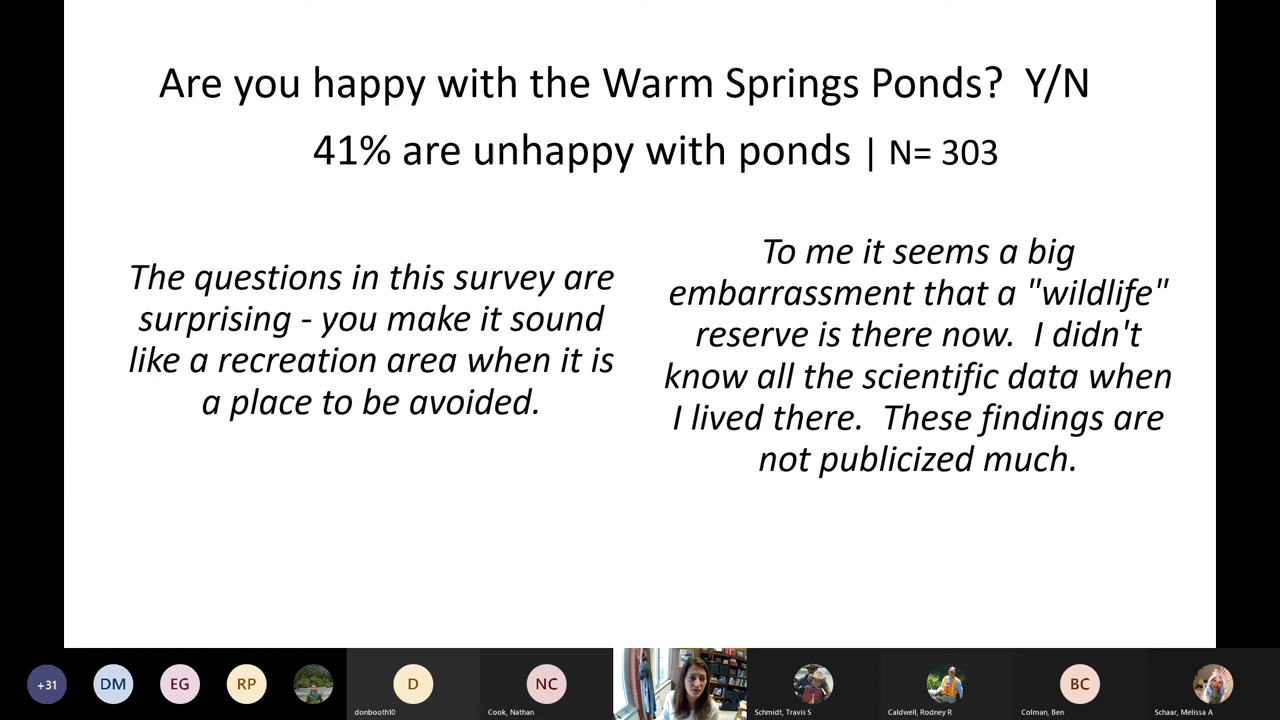 Are you happy with the Warm Springs Ponds?  Y/N
41% are unhappy with ponds | N= 303
The questions in this survey are
surprising - you make it sound
like a recreation area when it is
a place to be avoided.
To me it seems a big
embarrassment that a "wildlife"
reserve is there now.  I didn't
know all the scientific data when
I lived there.  These findings are
not publicized much.
+31
DM
EG
RP
D
donbooth10
NC
Cook, Nathan
Schmidt, Travis S
Caldwell, Rodney R
BC
Colman, Ben
Schaar, Melissa A